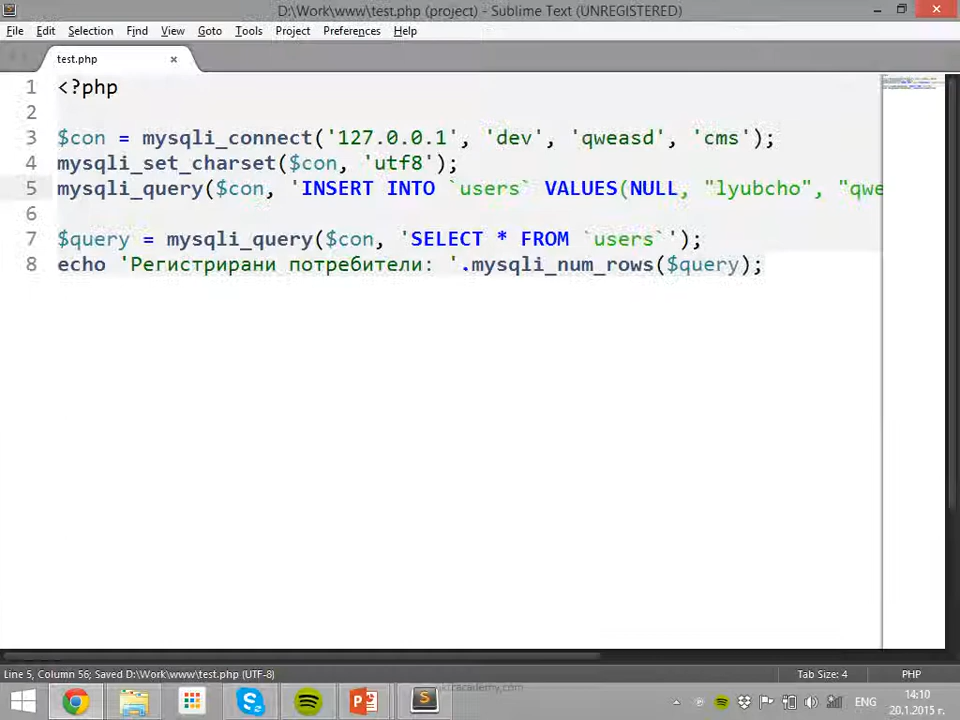 D:\Work\www\test.php (project) - Sublime Text (UNREGISTERED)
File Edit Selection Find View Goto Tools Project Preferences Help
test.php
1 <?php
2
3 $con = mysqli_connect('127.0.0.1', 'dev', 'qweasd', 'cms');
4 mysqli_set_charset($con, 'utf8');
5 mysqli_query($con, 'INSERT INTO `users` VALUES(NULL, "lyubcho", "qwe
6
7 $query = mysqli_query($con, 'SELECT * FROM `users`');
8 echo 'Регистрирани потребители: '.mysqli_num_rows($query);
Line 5, Column 56; Saved D:\Work\www\test.php (UTF-8) Tab Size: 4 PHP
ENG 14:10
20.1.2015 г.